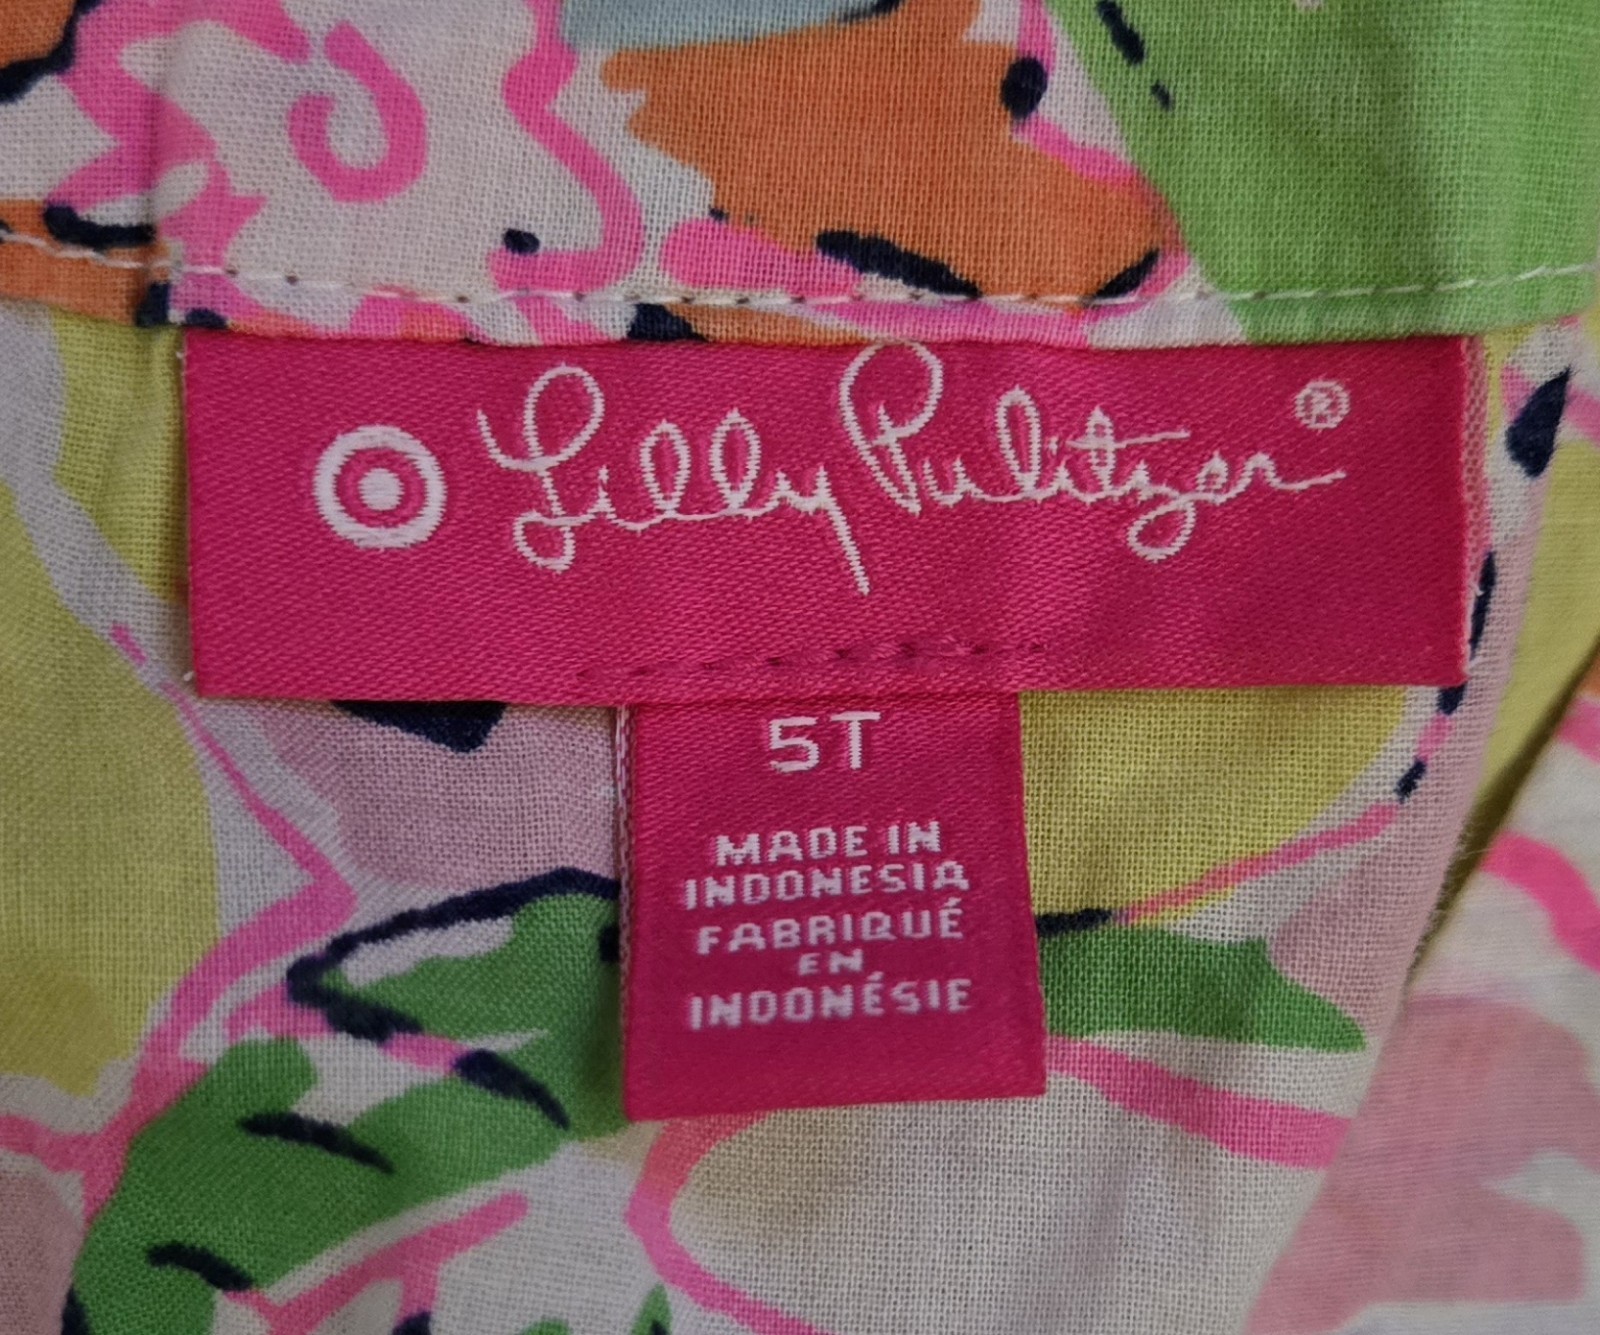 Lilly Pulitzer®
5T
MADE IN
INDONESIA
FABRIQUÉ
EN
INDONÉSIE